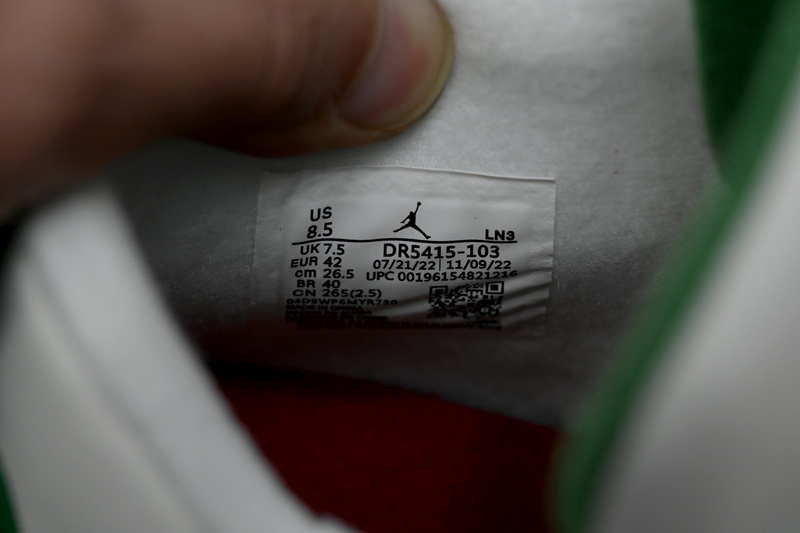 US
8.5
LN3
UK 7.5
DR5415-103
EUR 42
07/21/22 11/09/22
cm 26.5
UPC 00196154821216
BR 40
CN 265(2.5)